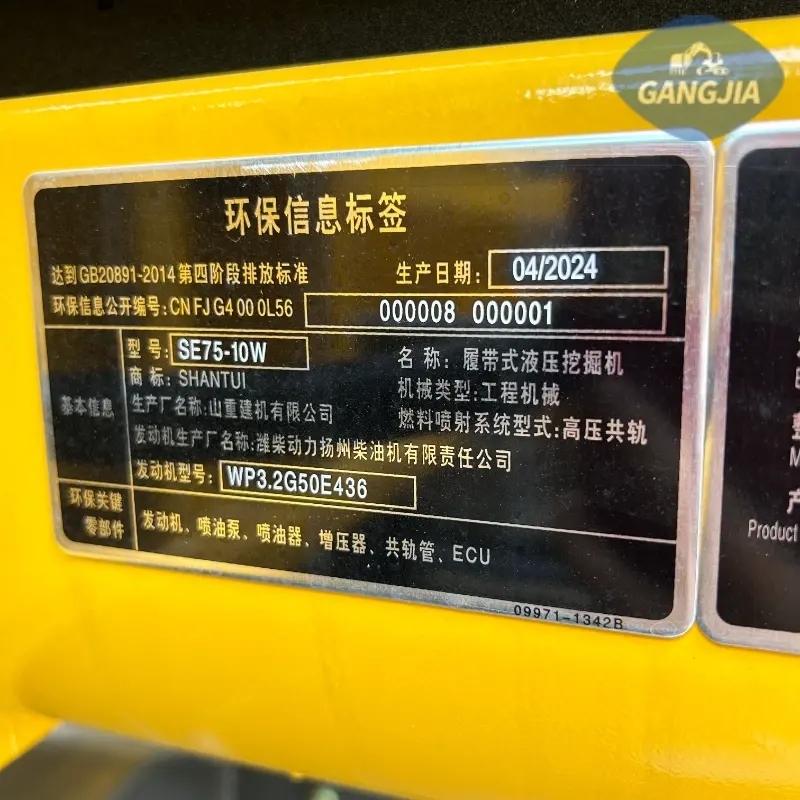 GANGJIA
环保信息标签
达到GB20891-2014第四阶段排放标准 生产日期: 04/2024
环保信息公开编号:CN FJ G4 00 0L56 000008 000001
基本信息
型 号: SE75-10W 名 称: 履带式液压挖掘机
商 标: SHANTUI 机械类型:工程机械
生产厂名称:山重建机有限公司 燃料喷射系统型式:高压共轨
发动机生产厂名称:潍柴动力扬州柴油机有限责任公司
发动机型号: WP3.2G50E436
环保关键
零部件
发动机、喷油泵、喷油器、增压器、共轨管、ECU
09971-1342B
整
M
产
Product